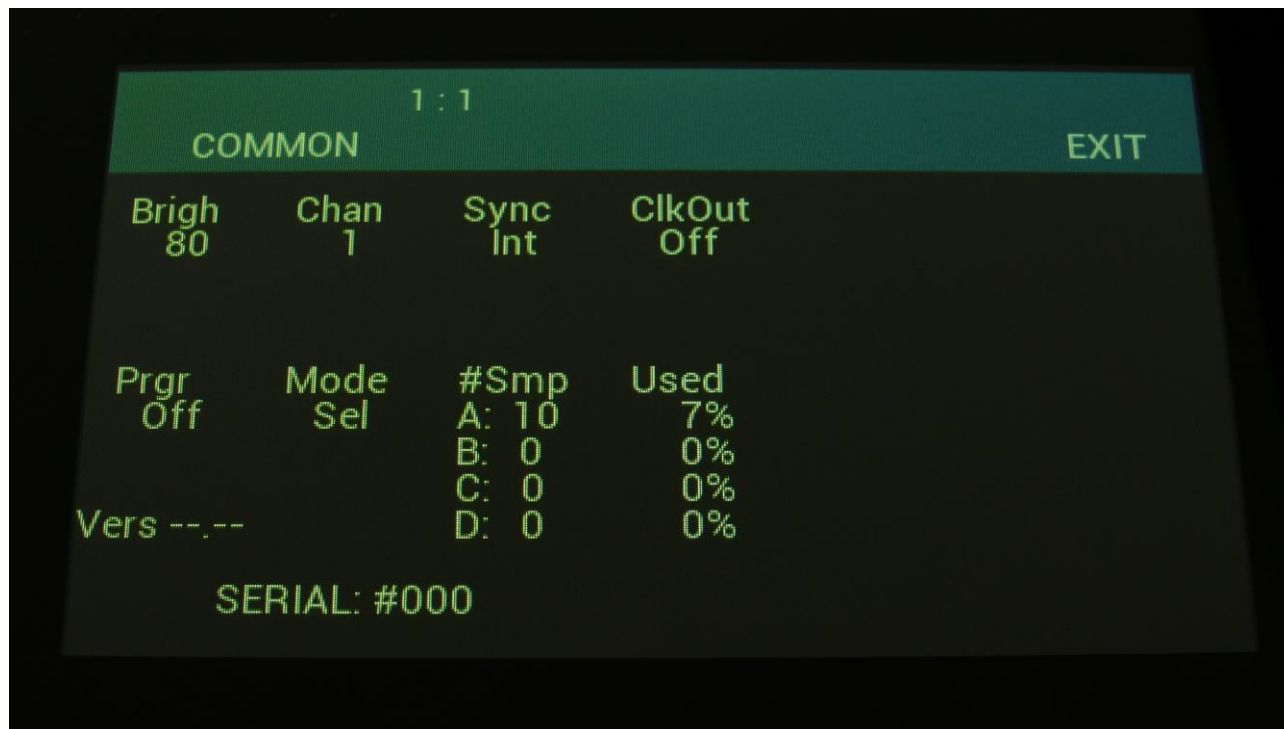 1 : 1
COMMON EXIT
Brigh Chan Sync ClkOut
80 1 Int Off
Prgr Mode #Smp Used
Off Sel A: 10 7%
B: 0 0%
C: 0 0%
Vers --.-- D: 0 0%
SERIAL: #000